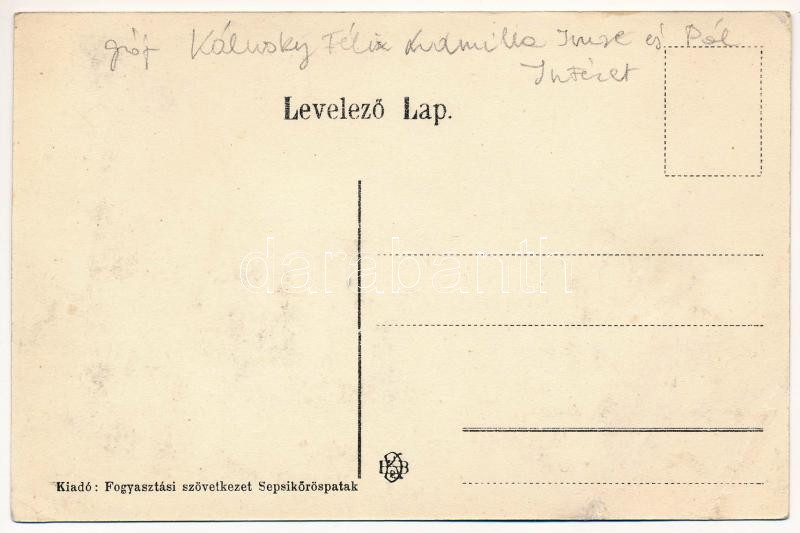 gróf Kálnoky Félix Ludmilla Imre és Pál
Intézet
Levelező Lap.
darabanth
Kiadó: Fogyasztási szövetkezet Sepsikőröspatak